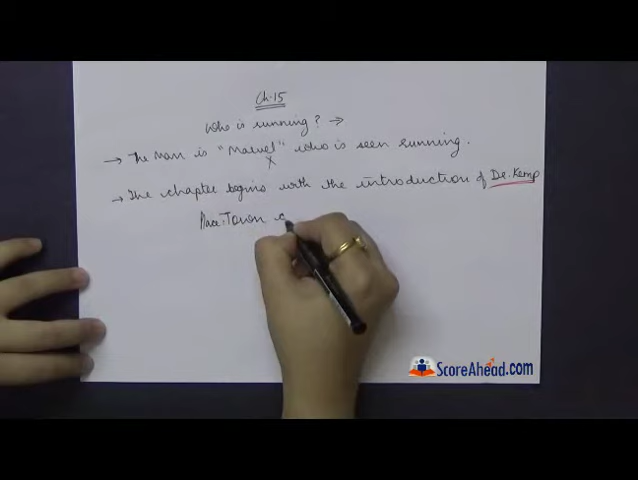 Ch-15
Who is running? →
→ The Man is "Marvel" who is seen running.
x
→ The chapter begins with the introduction of Dr. Kemp
Place: Town o
ScoreAhead.com